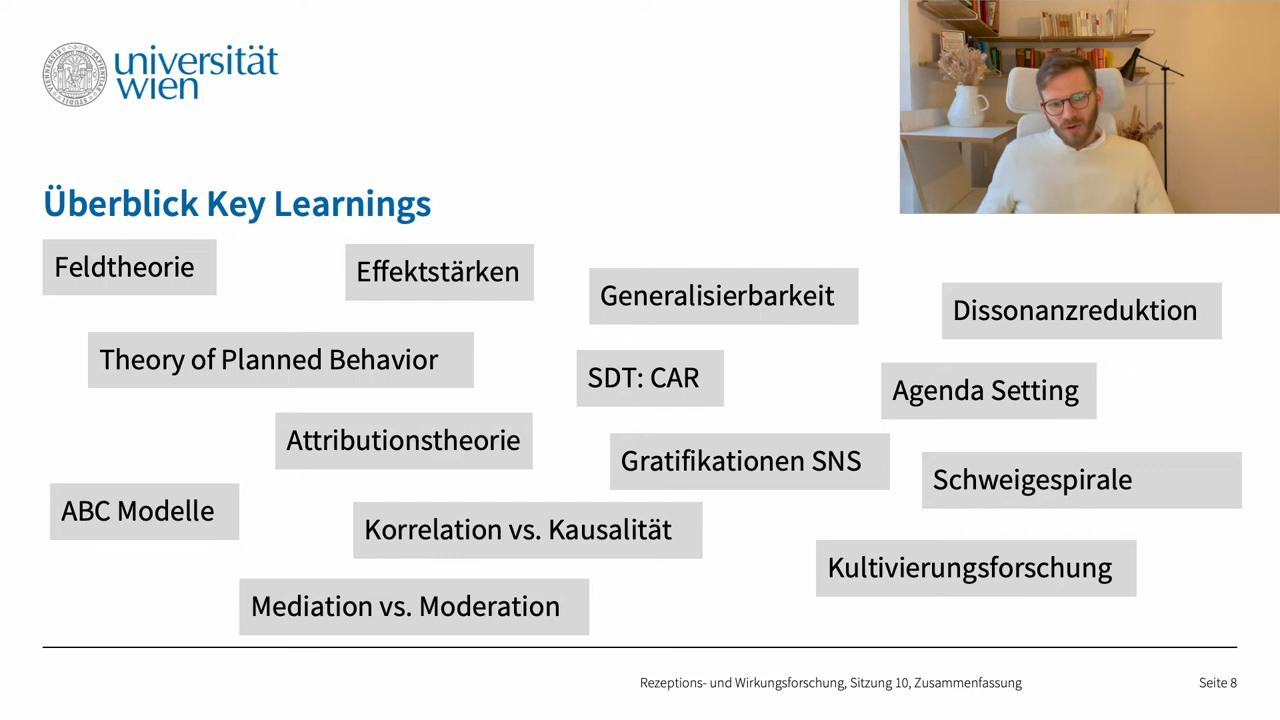 universität
wien
Überblick Key Learnings
Feldtheorie
Effektstärken
Generalisierbarkeit
Dissonanzreduktion
Theory of Planned Behavior
SDT: CAR
Agenda Setting
Attributionstheorie
Gratifikationen SNS
Schweigespirale
ABC Modelle
Korrelation vs. Kausalität
Kultivierungsforschung
Mediation vs. Moderation
Rezeptions- und Wirkungsforschung, Sitzung 10, Zusammenfassung
Seite 8